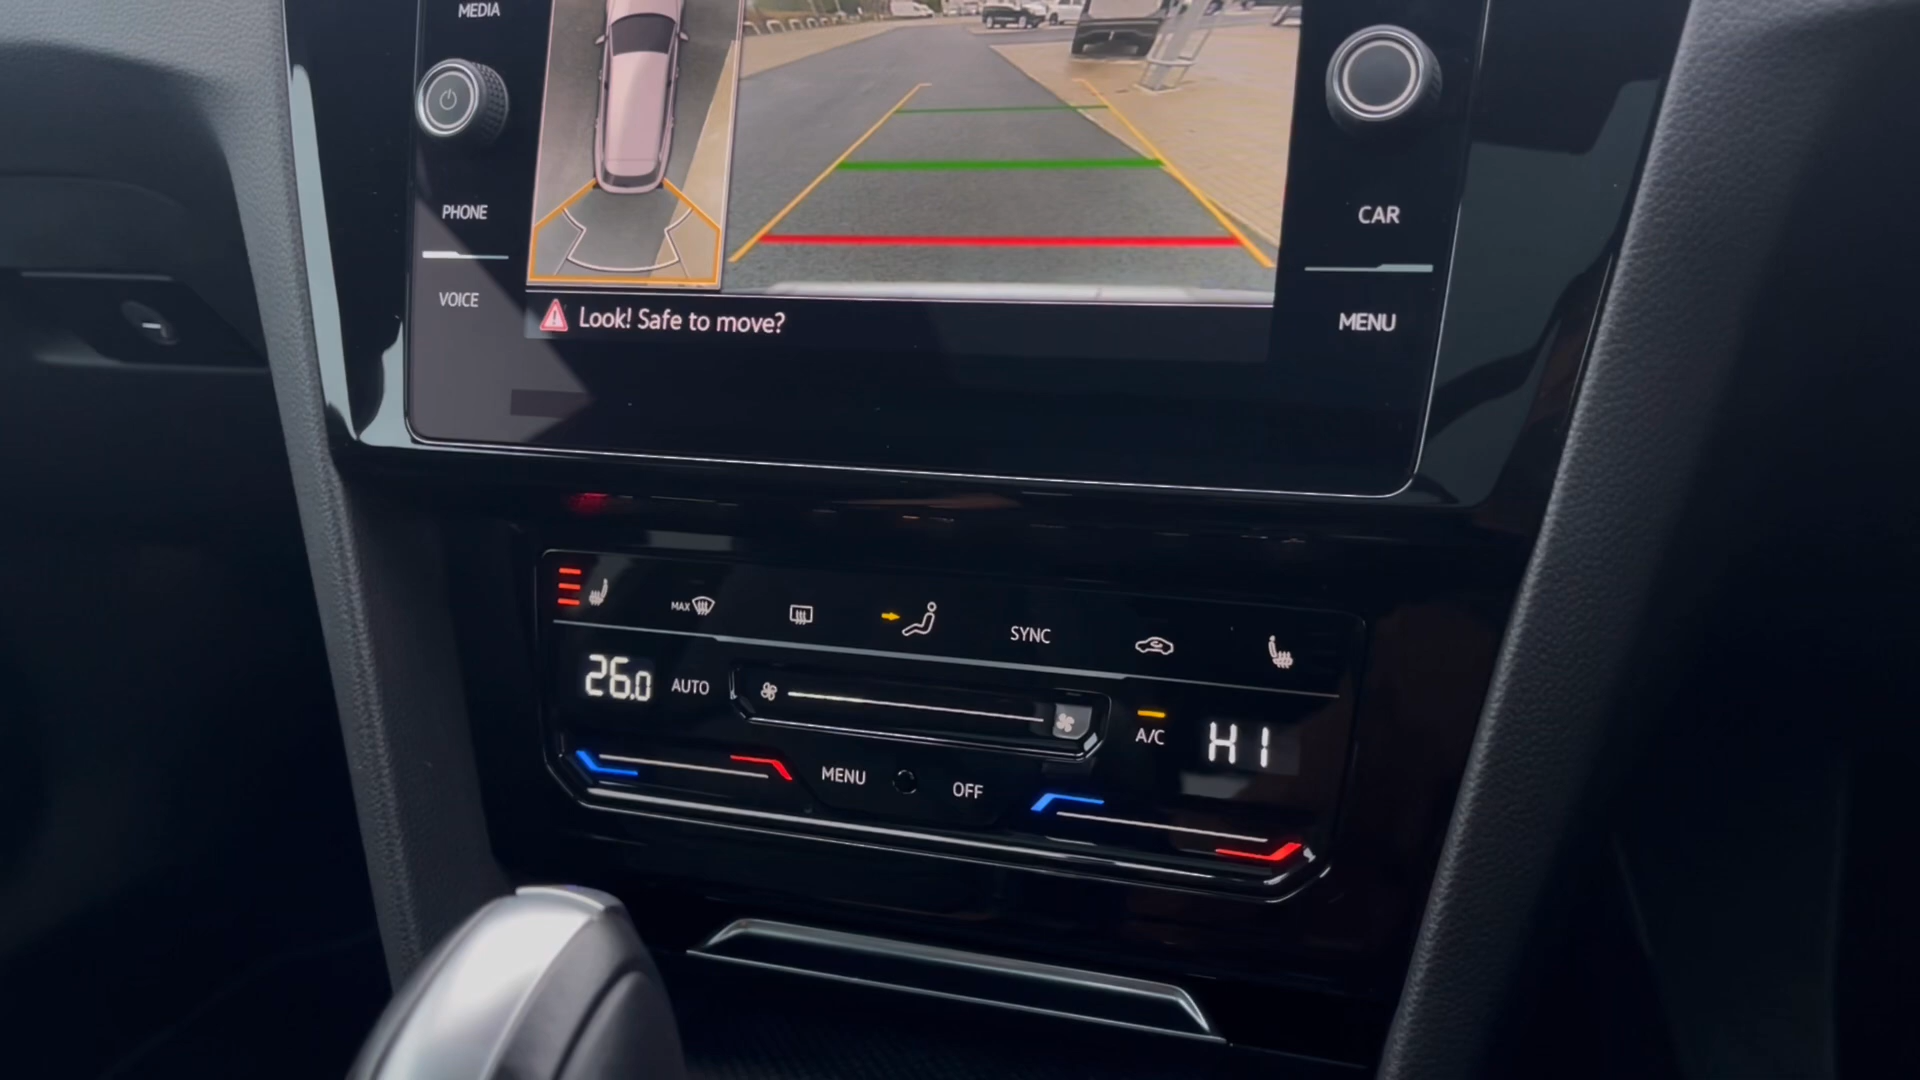 MEDIA
PHONE
VOICE
Look! Safe to move?
CAR
MENU
MAX
SYNC
26.0
AUTO
A/C
HI
MENU
OFF